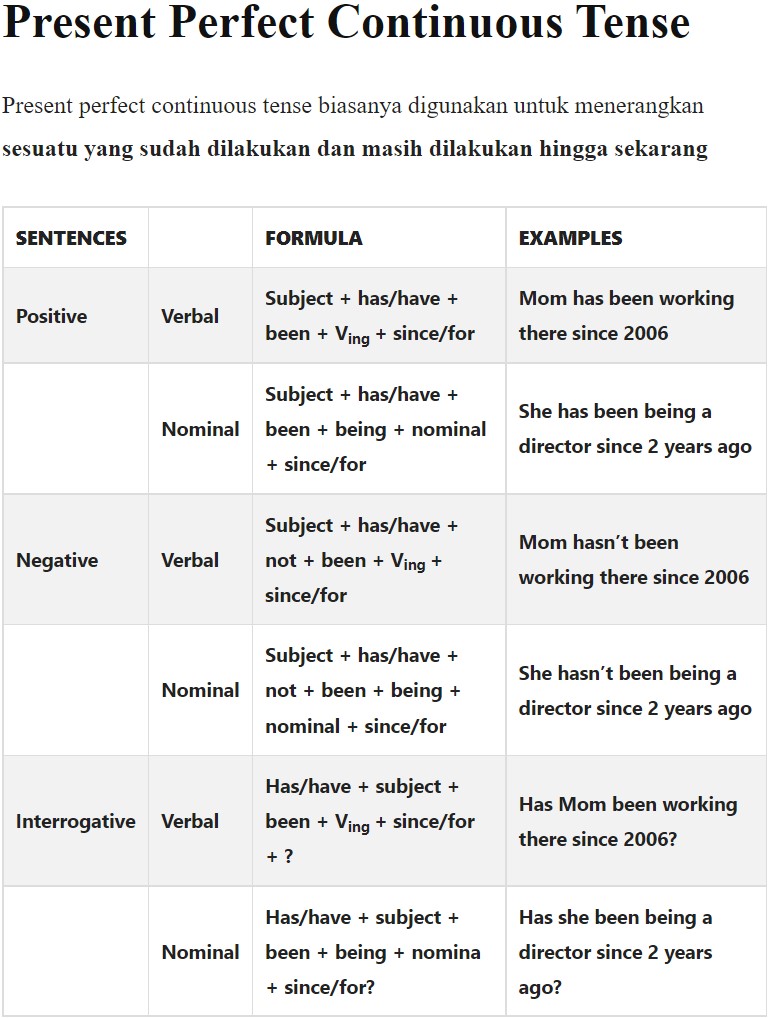 Present Perfect Continuous Tense
Present perfect continuous tense biasanya digunakan untuk menerangkan
sesuatu yang sudah dilakukan dan masih dilakukan hingga sekarang
SENTENCES FORMULA EXAMPLES
Positive Verbal Subject + has/have +
been + Ving + since/for
Mom has been working
there since 2006
Nominal Subject + has/have +
been + being + nominal
+ since/for
She has been being a
director since 2 years ago
Negative Verbal Subject + has/have +
not + been + Ving +
since/for
Mom hasn’t been
working there since 2006
Nominal Subject + has/have +
not + been + being +
nominal + since/for
She hasn’t been being a
director since 2 years ago
Interrogative Verbal Has/have + subject +
been + Ving + since/for
+ ?
Has Mom been working
there since 2006?
Nominal Has/have + subject +
been + being + nomina
+ since/for?
Has she been being a
director since 2 years
ago?